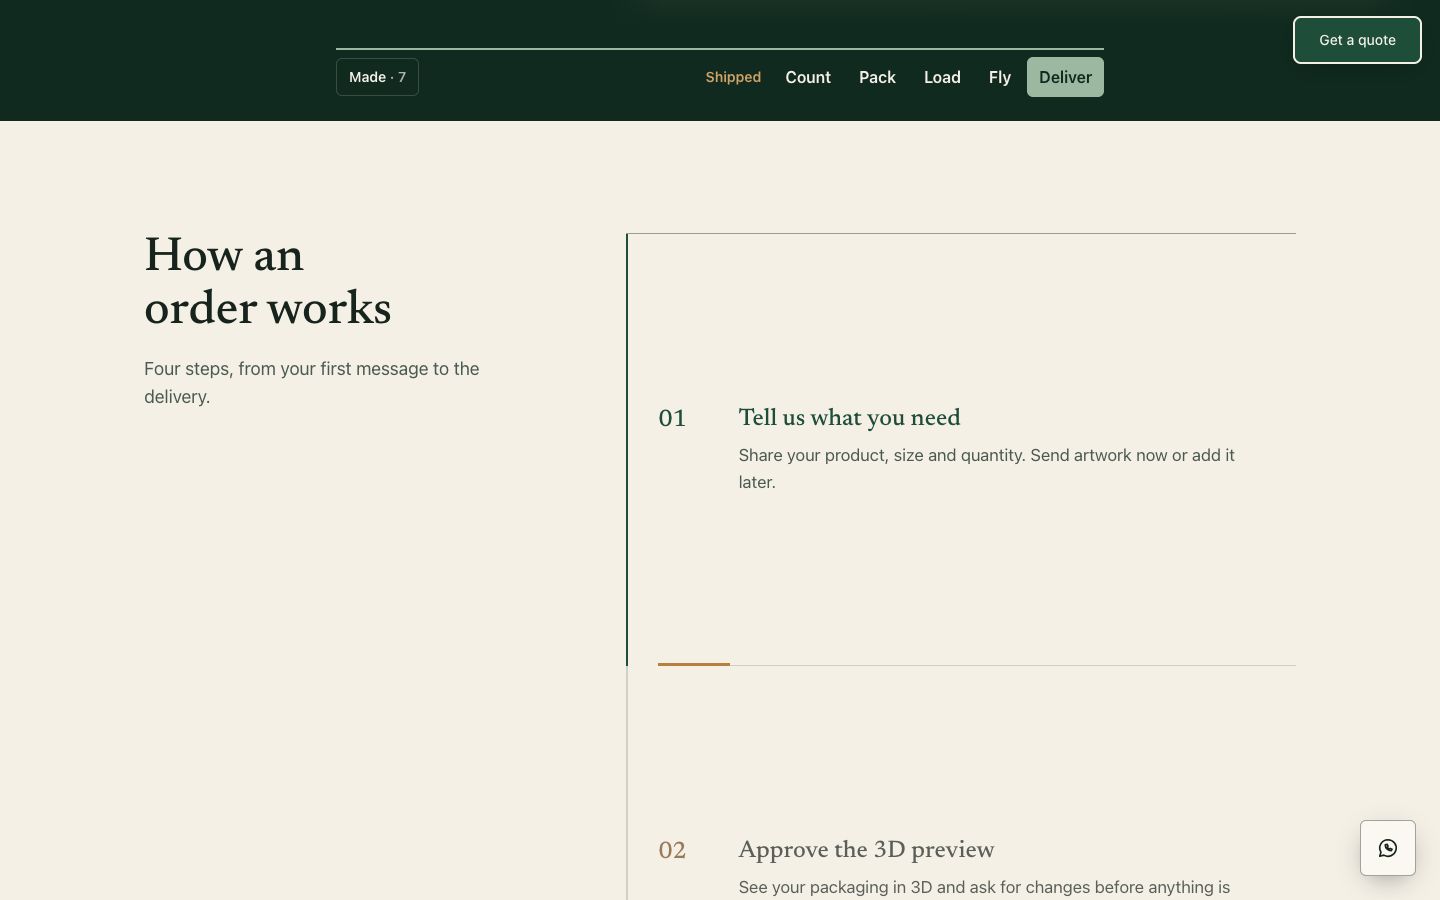 Get a quote
Made · 7
Shipped
Count
Pack
Load
Fly
Deliver
How an
order works
Four steps, from your first message to the
delivery.
01
Tell us what you need
Share your product, size and quantity. Send artwork now or add it
later.
02
Approve the 3D preview
See your packaging in 3D and ask for changes before anything is